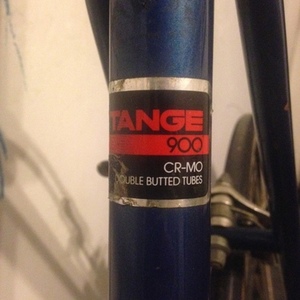 TANGE
900
CR-MO
DOUBLE BUTTED TUBES